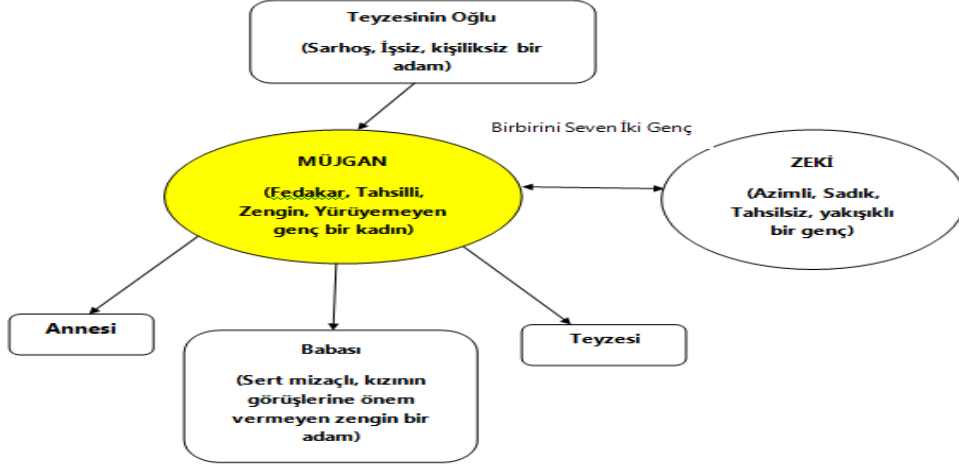 Teyzesinin Oğlu
(Sarhoş, İşsiz, kişiliksiz bir
adam)
Birbirini Seven İki Genç
MÜJGAN
(Fedakar, Tahsilli,
Zengin, Yürüyemeyen
genç bir kadın)
ZEKİ
(Azimli, Sadık,
Tahsilsiz, yakışıklı
bir genç)
Annesi
Babası
(Sert mizaçlı, kızının
görüşlerine önem
vermeyen zengin bir
adam)
Teyzesi